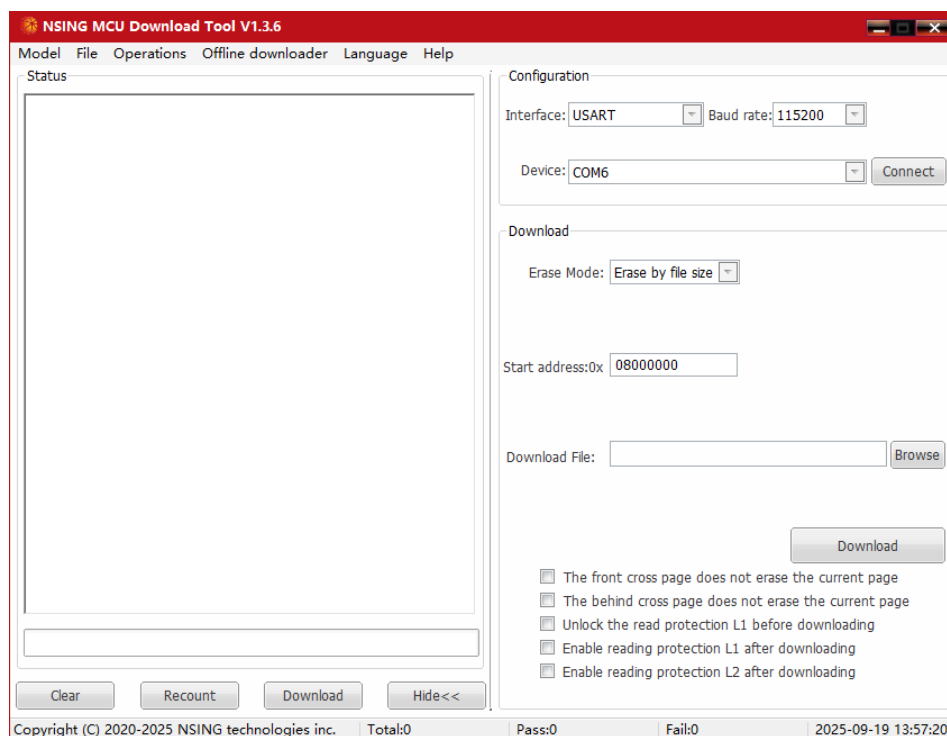 NSING MCU Download Tool V1.3.6
Model File Operations Offline downloader Language Help
Status
Configuration
Interface: USART Baud rate: 115200
Device: COM6 Connect
Download
Erase Mode: Erase by file size
Start address:0x 08000000
Download File: Browse
Download
The front cross page does not erase the current page
The behind cross page does not erase the current page
Unlock the read protection L1 before downloading
Enable reading protection L1 after downloading
Enable reading protection L2 after downloading
Clear Recount Download Hide<<
Copyright (C) 2020-2025 NSING technologies inc. Total:0 Pass:0 Fail:0 2025-09-19 13:57:20